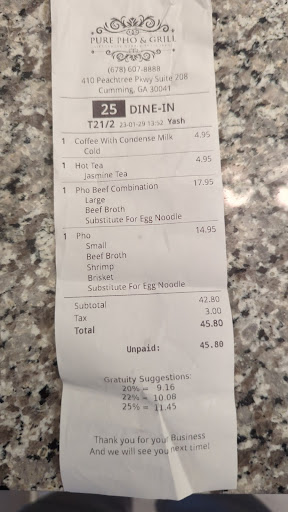 PURE PHO & GRILL
(678) 607-8888
410 Peachtree Pkwy Suite 208
Cumming, GA 30041
25 DINE-IN
T21/2 23-01-29 13:52 Yash
1 Coffee With Condense Milk 4.95
Cold
1 Hot Tea 4.95
Jasmine Tea
1 Pho Beef Combination 17.95
Large
Beef Broth
Substitute For Egg Noodle
1 Pho 14.95
Small
Beef Broth
Shrimp
Brisket
Substitute For Egg Noodle
Subtotal 42.80
Tax 3.00
Total 45.80
Unpaid: 45.80
Gratuity Suggestions:
20% = 9.16
22% = 10.08
25% = 11.45
Thank you for your Business
And we will see you next time!